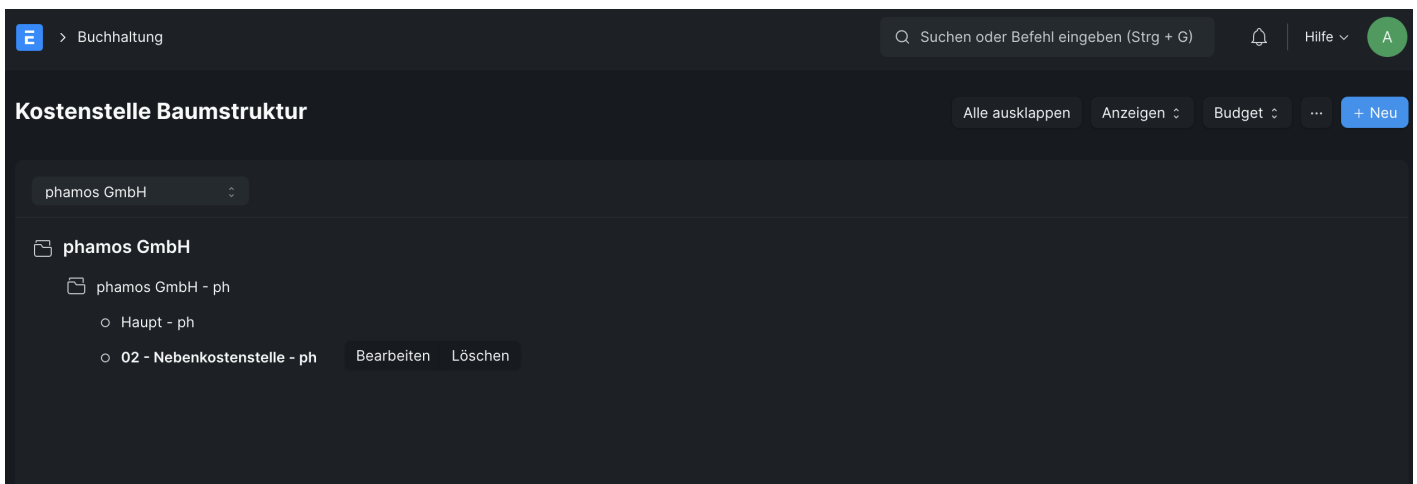 E > Buchhaltung Suchen oder Befehl eingeben (Strg + G) Hilfe A
Kostenstelle Baumstruktur Alle ausklappen Anzeigen Budget ... + Neu
phamos GmbH
phamos GmbH
phamos GmbH - ph
Haupt - ph
02 - Nebenkostenstelle - ph Bearbeiten Löschen